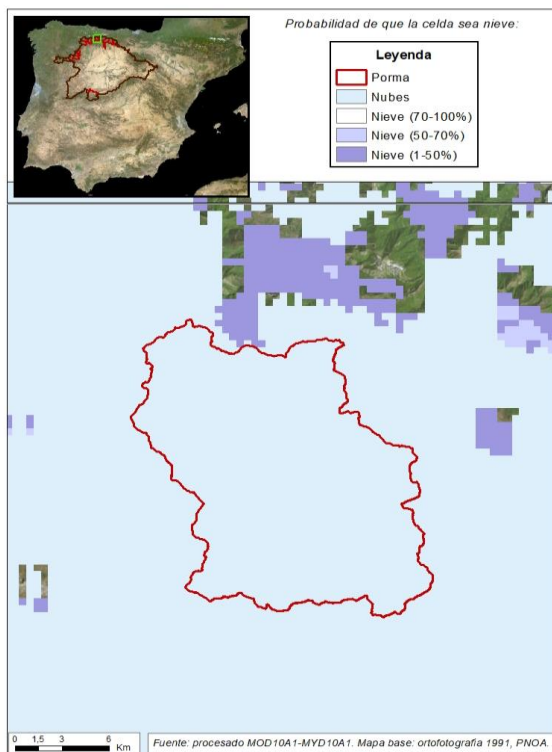 Probabilidad de que la celda sea nieve:
Leyenda
Porma
Nubes
Nieve (70-100%)
Nieve (50-70%)
Nieve (1-50%)
0 1,5 3 6
Km
Fuente: procesado MOD10A1-MYD10A1. Mapa base: ortofotografía 1991, PNOA.